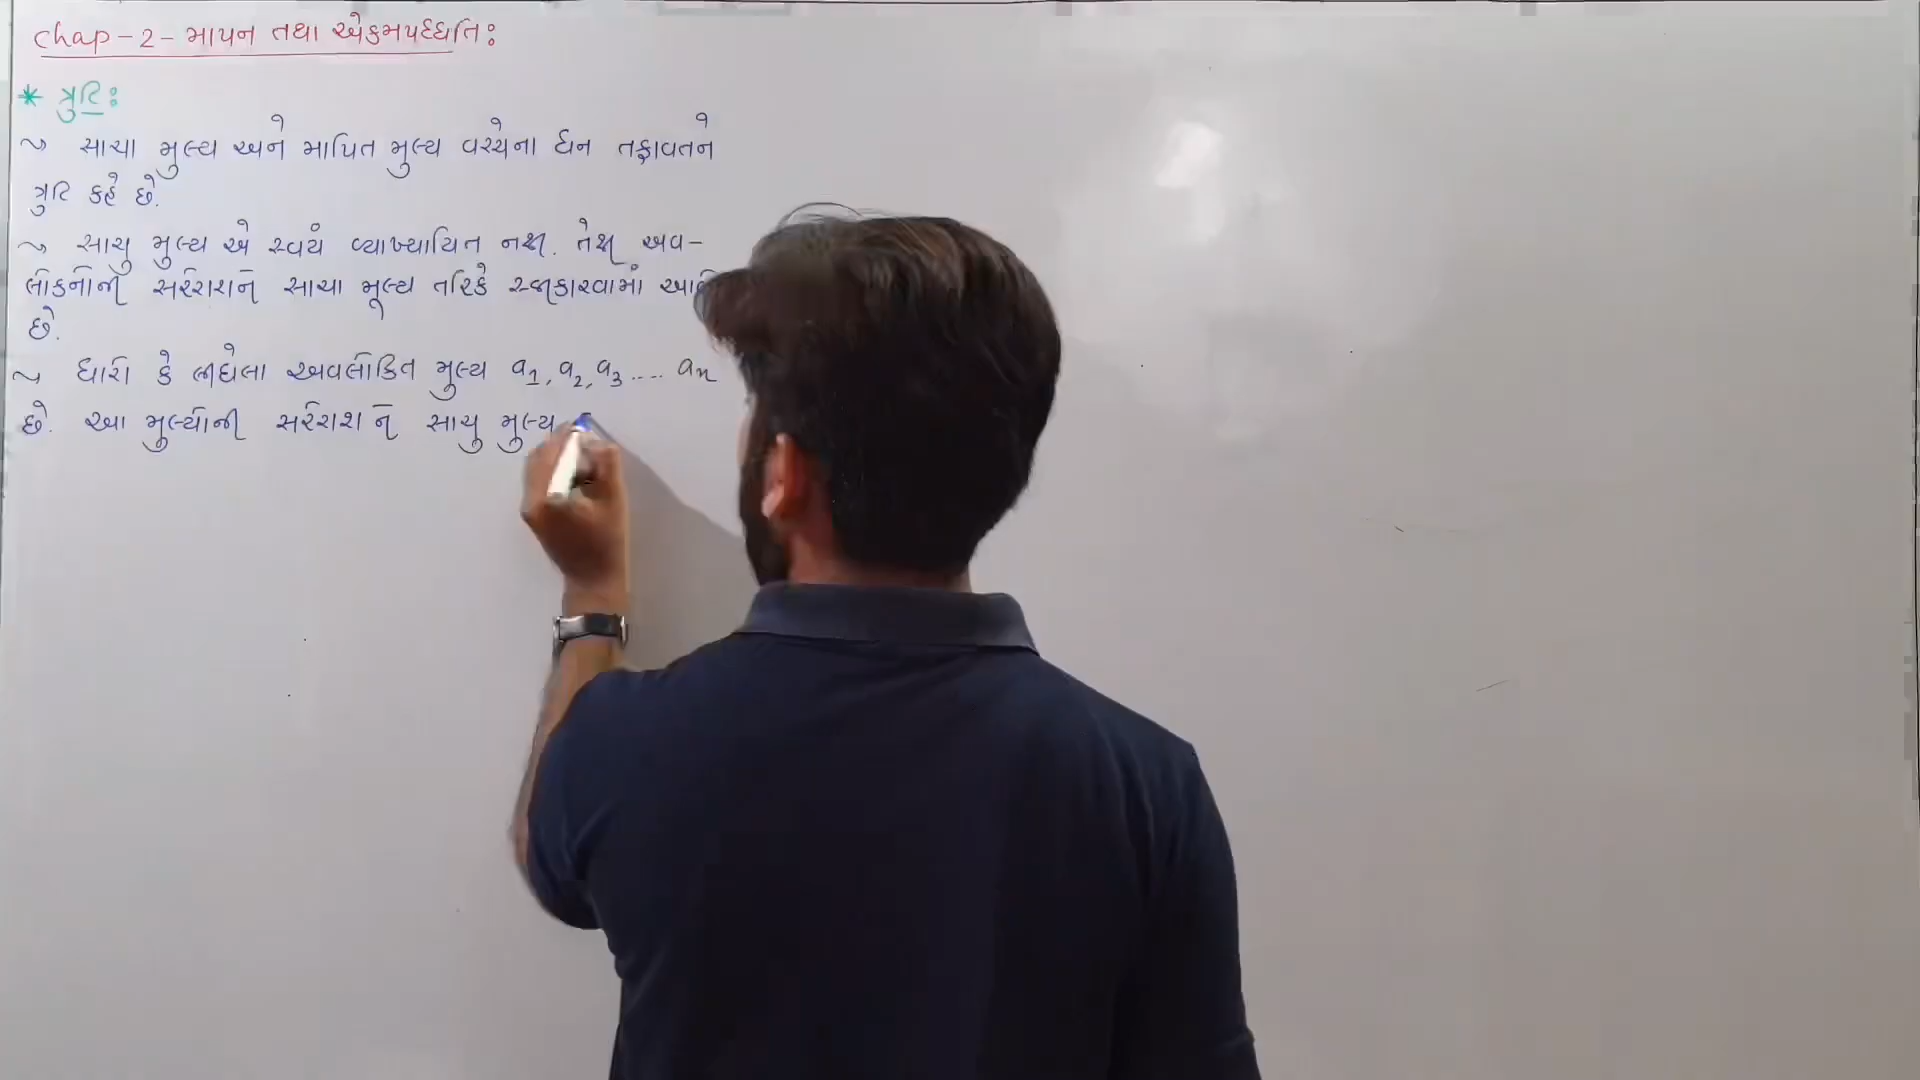 Chap - 2 - માપન તથા એકમપદ્ધતિ:
* ત્રુટિ:
~ સાચા મુલ્ય અને માપિત મુલ્ય વચ્ચેના ધન તફાવતને
ત્રુટિ કહે છે.
~ સાચુ મુલ્ય એ સ્વયં વ્યાખ્યાયિત નથી. તેથી અવ-
લોકનોની સરેરાશને સાચા મૂલ્ય તરિકે સ્વીકારવામાં
છે.
~ ધારો કે લીધેલા અવલોકિત મુલ્ય a1, a2, a3 .... an
છે. આ મુલ્યોની સરેરાશ ને સાચુ મુલ્ય